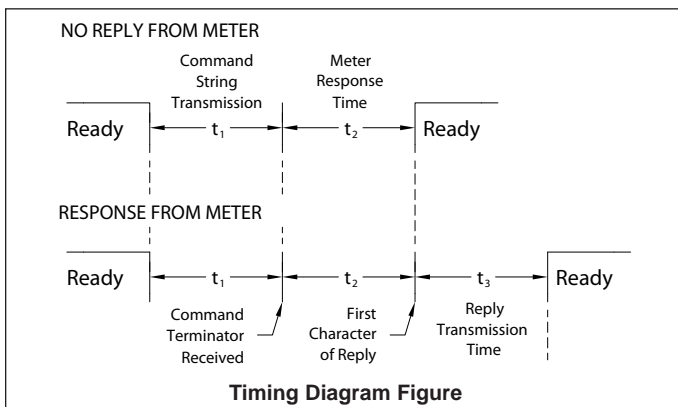 NO REPLY FROM METER
Command
String
Transmission
Meter
Response
Time
Ready
t₁
t₂
Ready
RESPONSE FROM METER
Ready
t₁
t₂
t₃
Ready
Command
Terminator
Received
First
Character
of Reply
Reply
Transmission
Time
Timing Diagram Figure